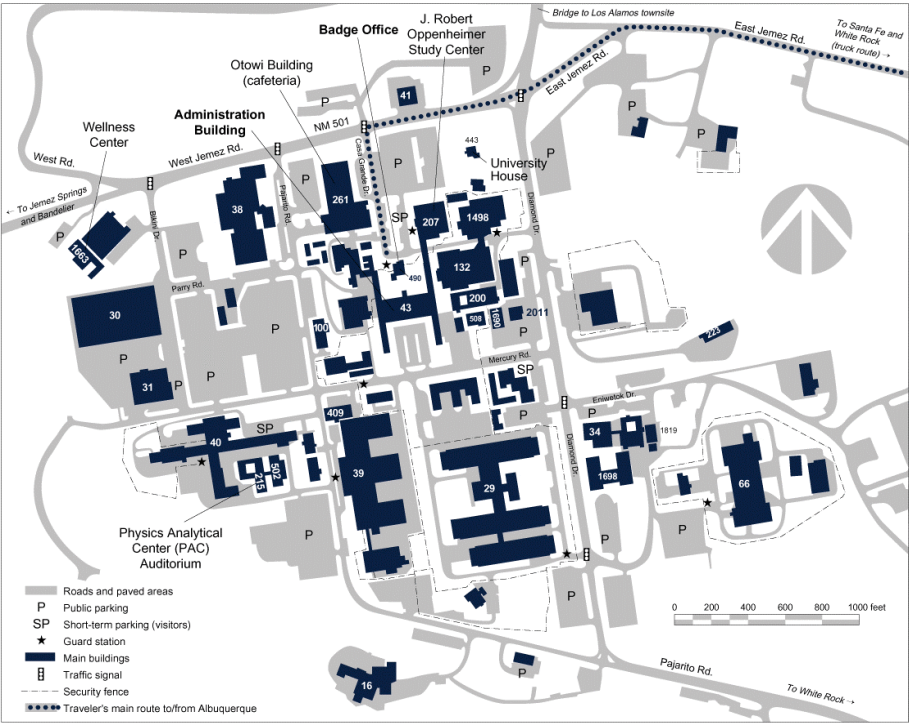 Bridge to Los Alamos townsite
J. Robert
Oppenheimer
Study Center
Badge Office
To Santa Fe and
White Rock
(truck route) →
East Jemez Rd.
East Jemez Rd.
Otowi Building
(cafeteria)
P
P
41
Administration
Building
NM 501
P
P
443
University
House
Wellness
Center
West Rd.
West Jemez Rd.
Casa Grande Dr.
P
P
P
← To Jemez Springs
and Bandelier
Bikini Dr.
38
Pajarito Rd.
261
SP
207
1498
Diamond Dr.
P
1663
P
132
P
490
Parry Rd.
30
P
100
43
200
508
1690
2011
P
223
P
Mercury Rd.
SP
31
P
P
Eniwetok Dr.
409
P
P
SP
40
34
1819
Diamond Dr.
502
215
39
29
1698
66
Physics Analytical
Center (PAC)
Auditorium
P
P
P
P
Roads and paved areas
P Public parking
SP Short-term parking (visitors)
Guard station
Main buildings
Traffic signal
Security fence
Traveler's main route to/from Albuquerque
0 200 400 600 800 1000 feet
16
P
Pajarito Rd.
To White Rock→